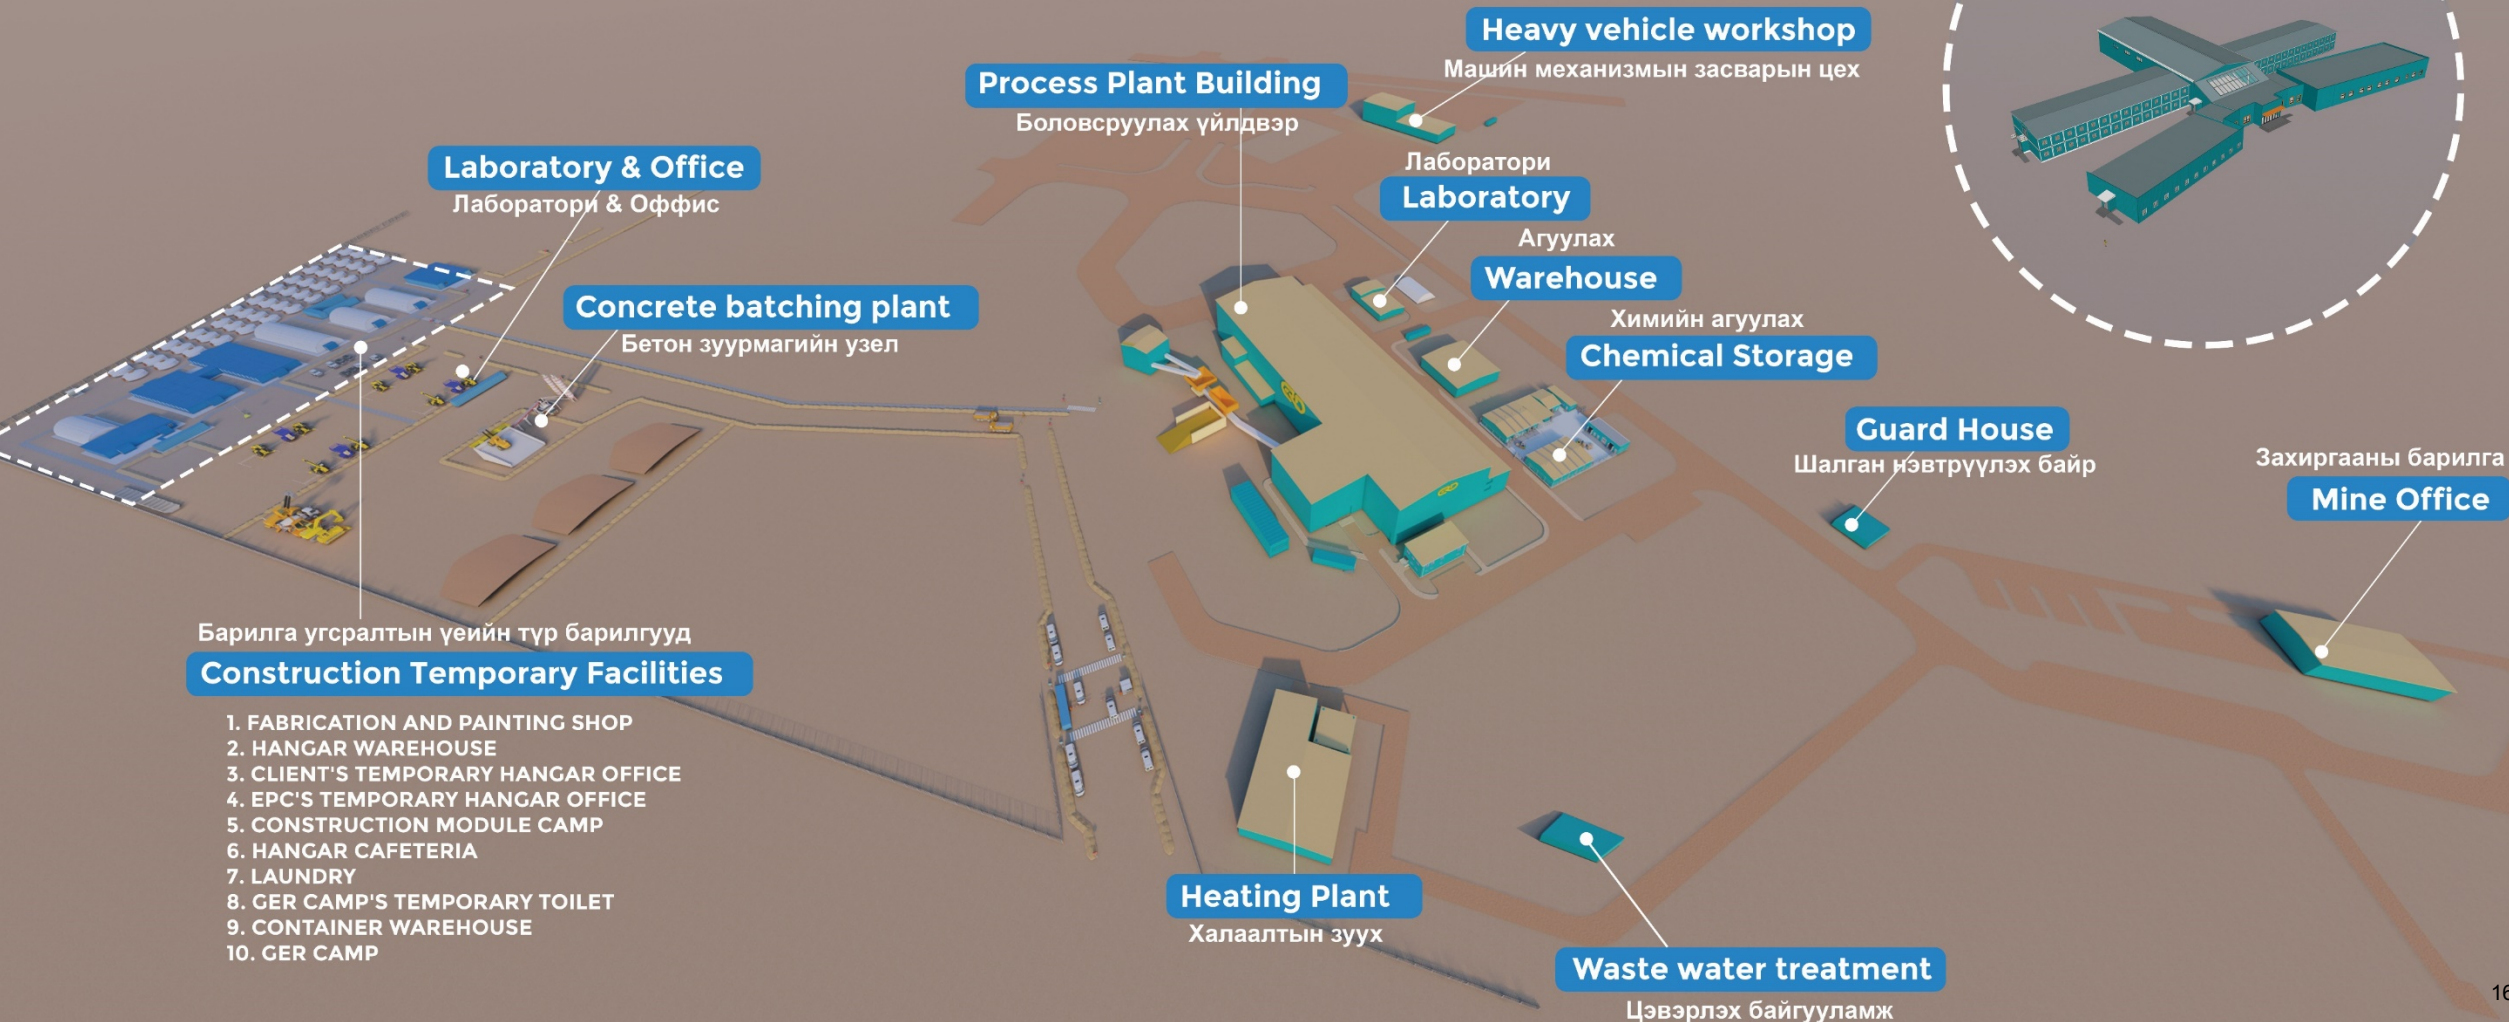 Heavy vehicle workshop
Машин механизмын засварын цех
Process Plant Building
Боловсруулах үйлдвэр
Laboratory & Office
Лаборатори & Оффис
Лаборатори
Laboratory
Агуулах
Warehouse
Concrete batching plant
Бетон зуурмагийн узел
Химийн агуулах
Chemical Storage
Guard House
Шалган нэвтрүүлэх байр
Захиргааны барилга
Mine Office
Барилга угсралтын үеийн түр барилгууд
Construction Temporary Facilities
1. FABRICATION AND PAINTING SHOP
2. HANGAR WAREHOUSE
3. CLIENT'S TEMPORARY HANGAR OFFICE
4. EPC'S TEMPORARY HANGAR OFFICE
5. CONSTRUCTION MODULE CAMP
6. HANGAR CAFETERIA
7. LAUNDRY
8. GER CAMP'S TEMPORARY TOILET
9. CONTAINER WAREHOUSE
10. GER CAMP
Heating Plant
Халаалтын зуух
Waste water treatment
Цэвэрлэх байгууламж
16